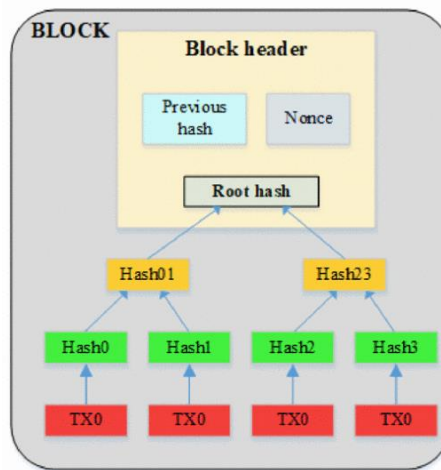 BLOCK
Block header
Previous
hash
Nonce
Root hash
Hash01
Hash23
Hash0
Hash1
Hash2
Hash3
TX0
TX0
TX0
TX0